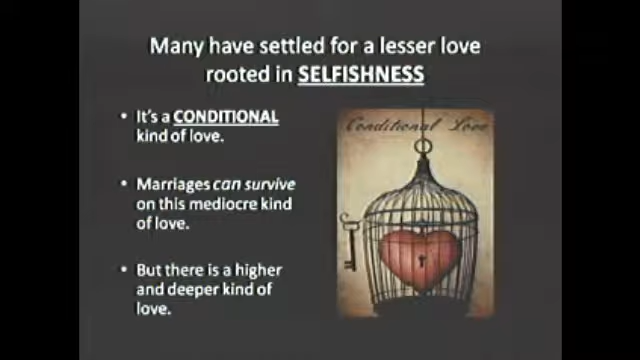 Many have settled for a lesser love
rooted in SELFISHNESS
• It's a CONDITIONAL
kind of love.
• Marriages can survive
on this mediocre kind
of love.
• But there is a higher
and deeper kind of
love.
Conditional Love